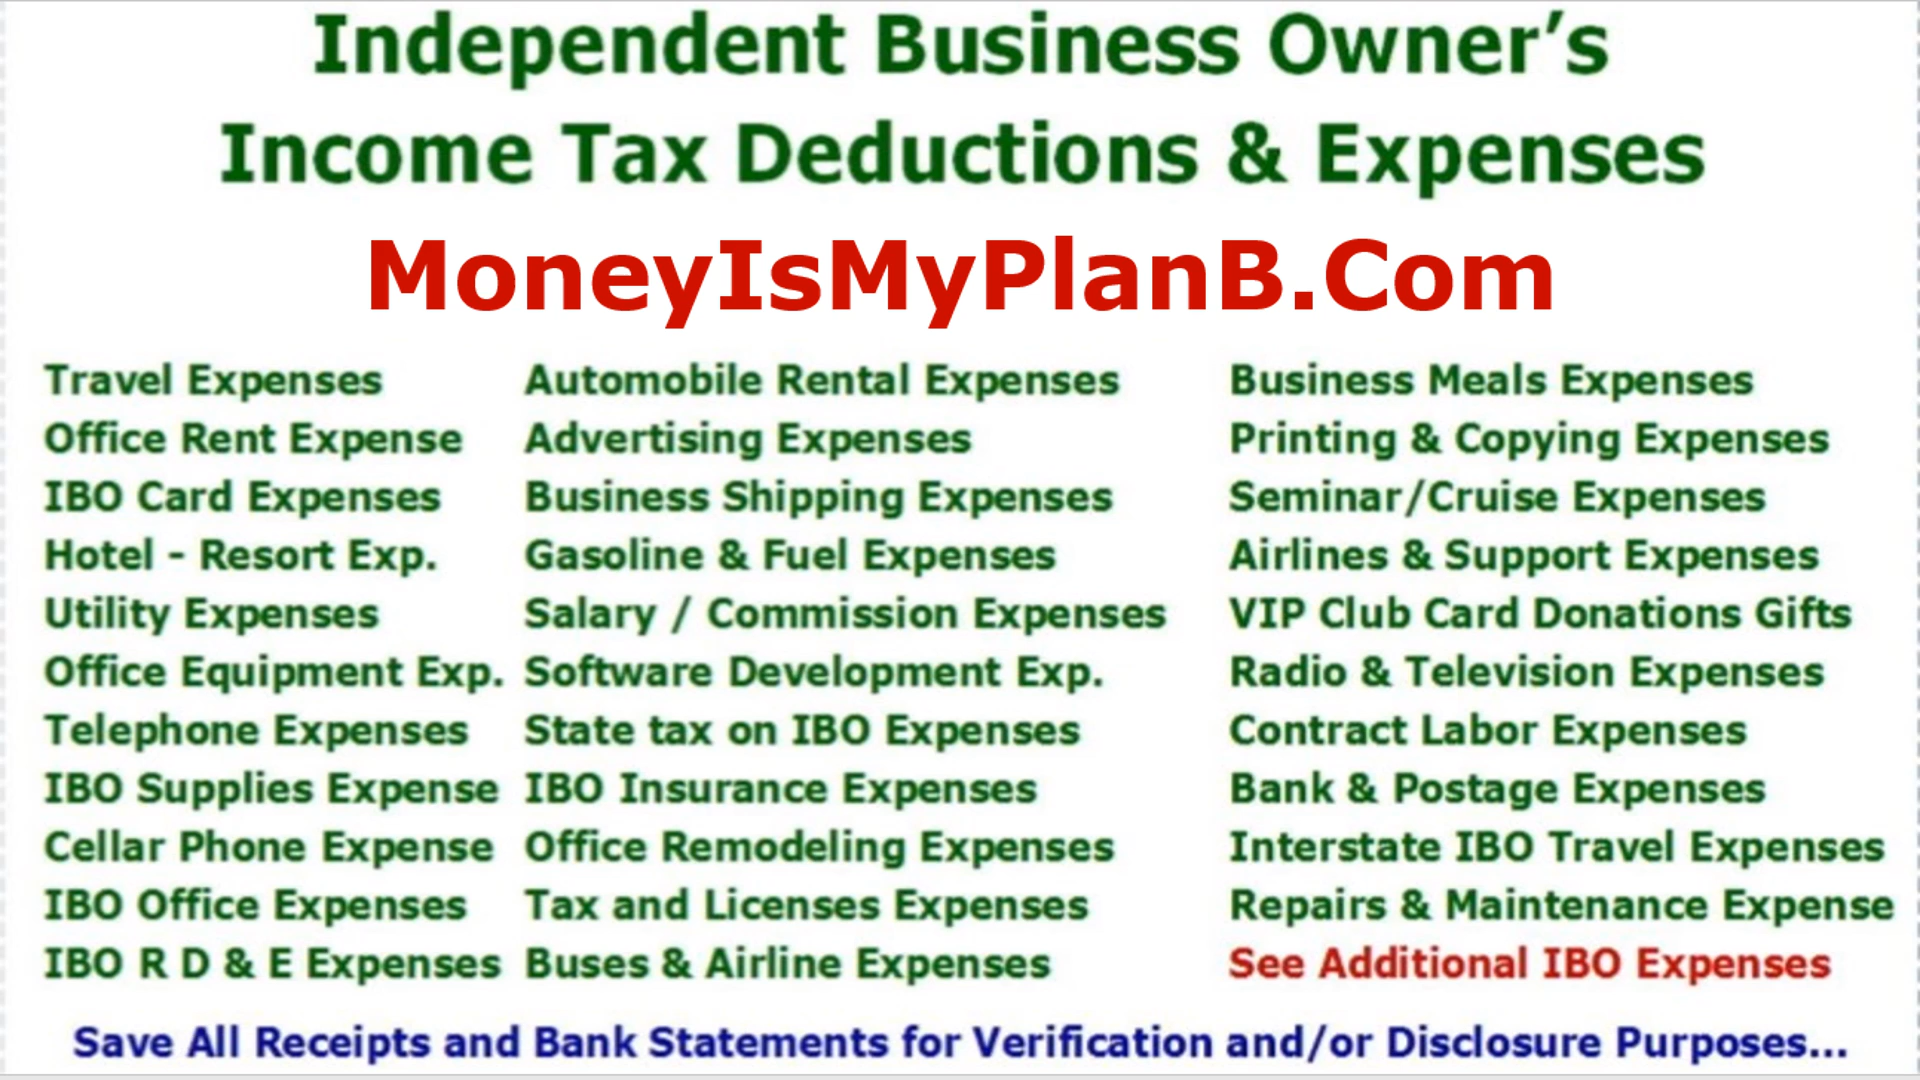 Independent Business Owner’s
Income Tax Deductions & Expenses
MoneyIsMyPlanB.Com
Travel Expenses
Office Rent Expense
IBO Card Expenses
Hotel - Resort Exp.
Utility Expenses
Office Equipment Exp.
Telephone Expenses
IBO Supplies Expense
Cellar Phone Expense
IBO Office Expenses
IBO R D & E Expenses
Automobile Rental Expenses
Advertising Expenses
Business Shipping Expenses
Gasoline & Fuel Expenses
Salary / Commission Expenses
Software Development Exp.
State tax on IBO Expenses
IBO Insurance Expenses
Office Remodeling Expenses
Tax and Licenses Expenses
Buses & Airline Expenses
Business Meals Expenses
Printing & Copying Expenses
Seminar/Cruise Expenses
Airlines & Support Expenses
VIP Club Card Donations Gifts
Radio & Television Expenses
Contract Labor Expenses
Bank & Postage Expenses
Interstate IBO Travel Expenses
Repairs & Maintenance Expense
See Additional IBO Expenses
Save All Receipts and Bank Statements for Verification and/or Disclosure Purposes...